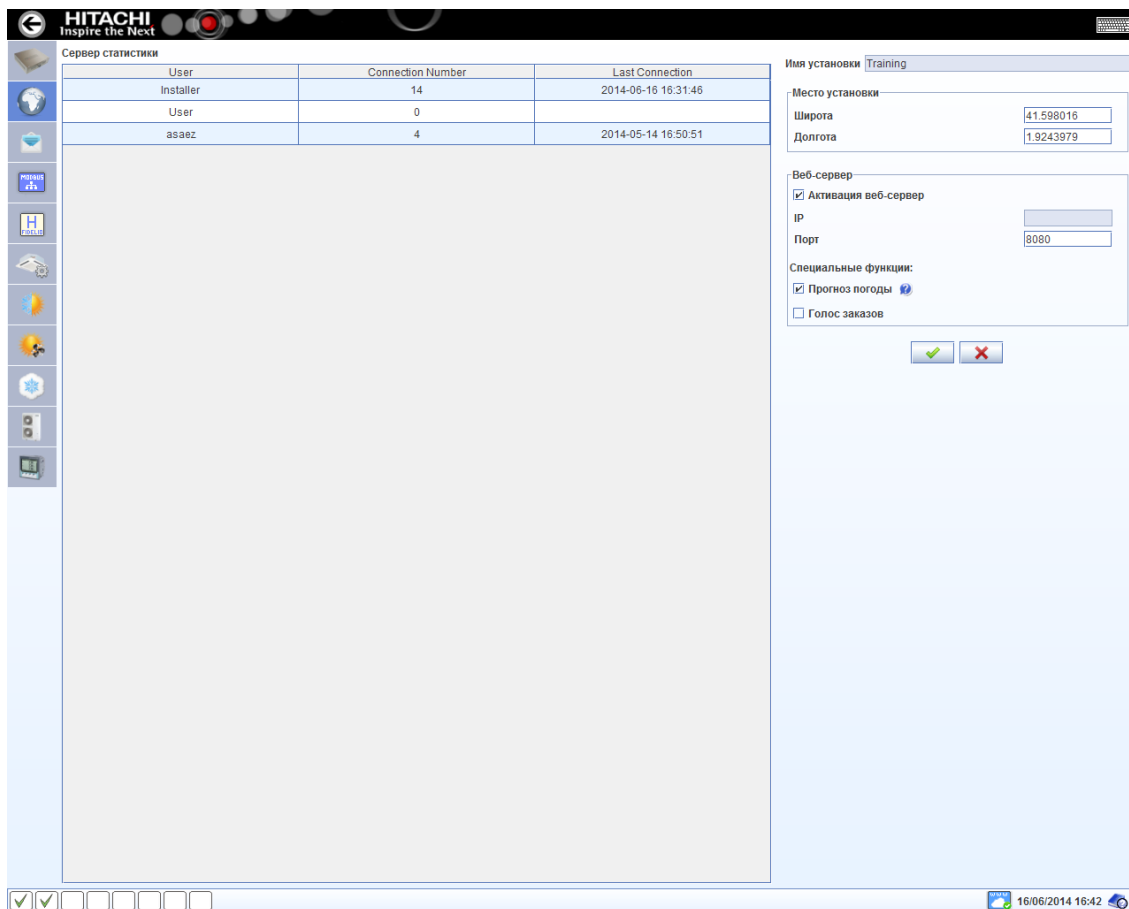 HITACHI
Inspire the Next
Сервер статистики
User Connection Number Last Connection
Installer 14 2014-06-16 16:31:46
User 0
asaez 4 2014-05-14 16:50:51
Имя установки Training
Место установки
Широта 41.598016
Долгота 1.9243979
Веб-сервер
Активация веб-сервер
IP
Порт 8080
Специальные функции:
Прогноз погоды
Голос заказов
MODBUS
H
FIDELIO
16/06/2014 16:42